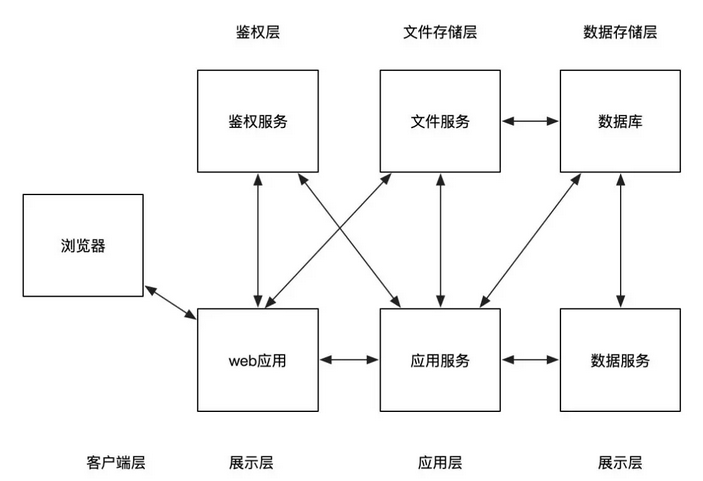 鉴权层
文件存储层
数据存储层
鉴权服务
文件服务
数据库
浏览器
web应用
应用服务
数据服务
客户端层
展示层
应用层
展示层